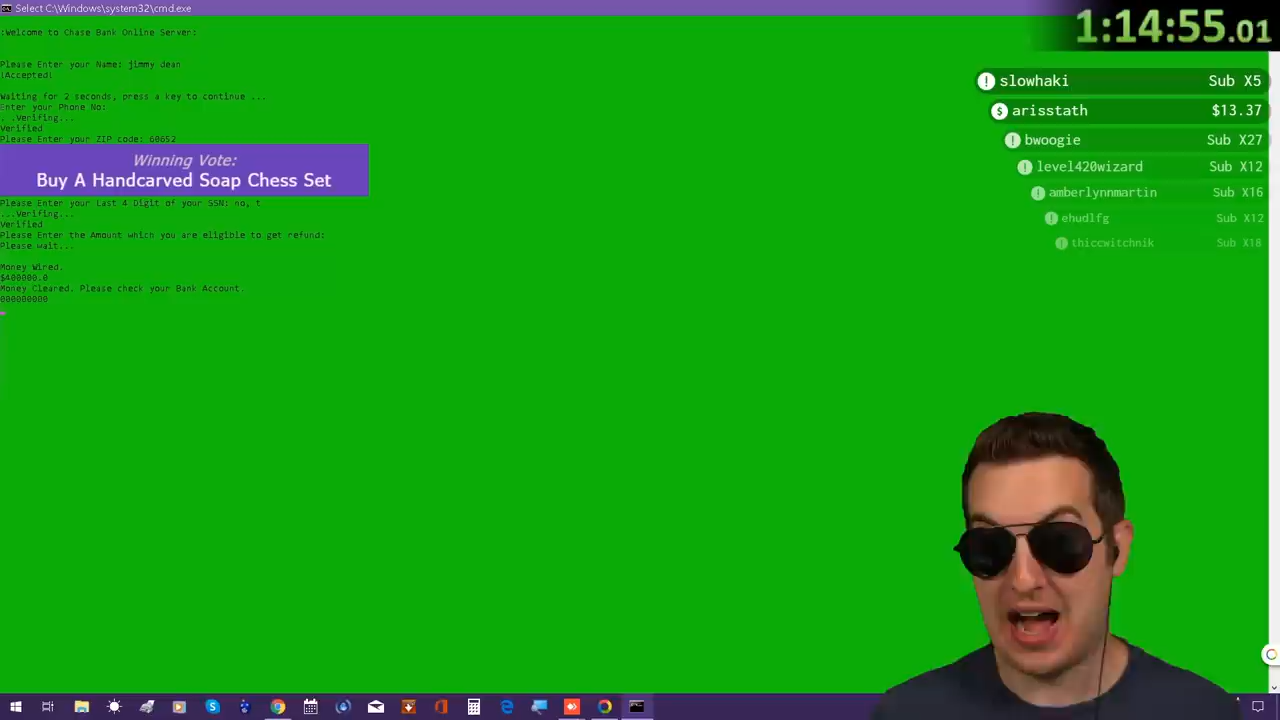 Select C:\Windows\system32\cmd.exe
:Welcome to Chase Bank Online Server:
Please Enter your Name: jimmy dean
!Accepted!
Waiting for 2 seconds, press a key to continue ...
Enter your Phone No:
...Verifing...
Verified
Please Enter your ZIP code: 60652
Winning Vote:
Buy A Handcarved Soap Chess Set
Please Enter your Last 4 Digit of your SSN: no, t
...Verifing...
Verified
Please Enter the Amount which you are eligible to get refund:
Please wait...
Money Wired.
$400000.0
Money Cleared. Please check your Bank Account.
000000000
1:14:55.01
slowhaki Sub X5
arisstath $13.37
bwoogie Sub X27
level420wizard Sub X12
amberlynnmartin Sub X16
ehudlfg Sub X12
thiccwitchnik Sub X18